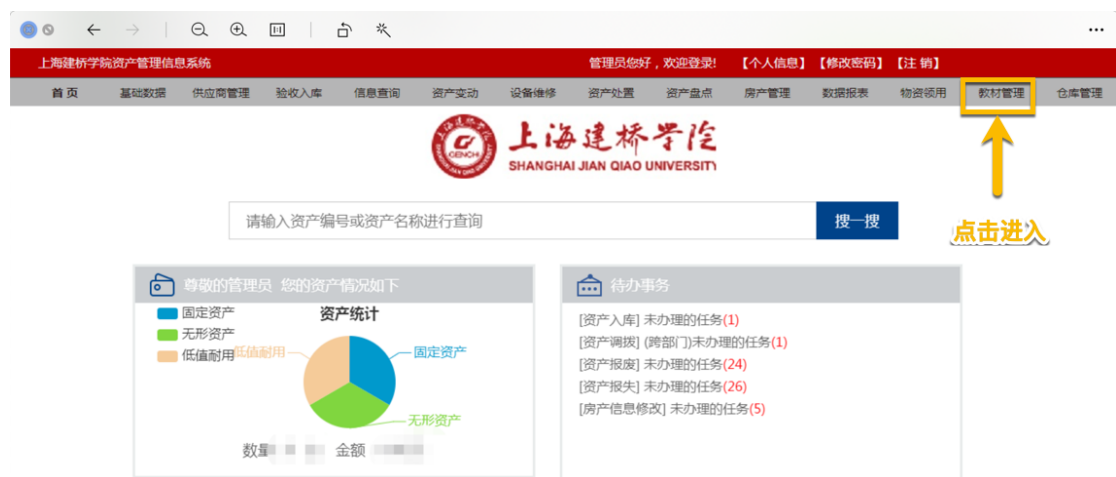 上海建桥学院资产管理信息系统 管理员您好，欢迎登录! 【个人信息】 【修改密码】 【注 销】
首 页 基础数据 供应商管理 验收入库 信息查询 资产变动 设备维修 资产处置 资产盘点 房产管理 数据报表 物资领用 教材管理 仓库管理
GENCH 上海建桥学院
SHANGHAI JIAN QIAO UNIVERSITY
请输入资产编号或资产名称进行查询 搜一搜
点击进入
尊敬的管理员 您的资产情况如下
资产统计
固定资产
无形资产
低值耐用
低值耐用
固定资产
无形资产
数量 金额
待办事务
[资产入库] 未办理的任务(1)
[资产调拨] (跨部门)未办理的任务(1)
[资产报废] 未办理的任务(24)
[资产报失] 未办理的任务(26)
[房产信息修改] 未办理的任务(5)